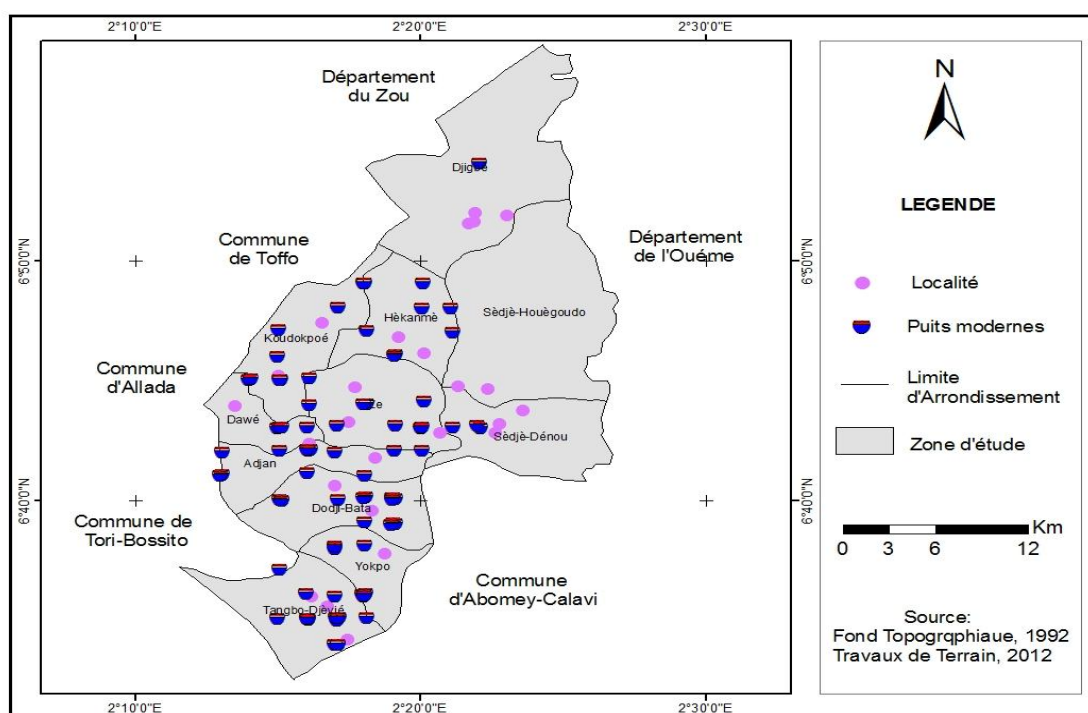 2°10'0"E
2°20'0"E
2°30'0"E
Département
du Zou
Djigbé
Commune
de Toffo
Département
de l'Ouéme
6°50'0"N
6°50'0"N
Hèkanmè
Sèdjè-Houègoudo
Koudokpoé
Commune
d'Allada
Ze
Dawé
Sèdjè-Dénou
Adjan
6°40'0"N
6°40'0"N
Dodji-Bata
Commune de
Tori-Bossito
Yokpo
Commune
d'Abomey-Calavi
Tangbo-Djèvié
2°10'0"E
2°20'0"E
2°30'0"E
N
LEGENDE
Localité
Puits modernes
Limite
d'Arrondissement
Zone d'étude
Km
0 3 6 12
Source:
Fond Topogrqphiaue, 1992
Travaux de Terrain, 2012